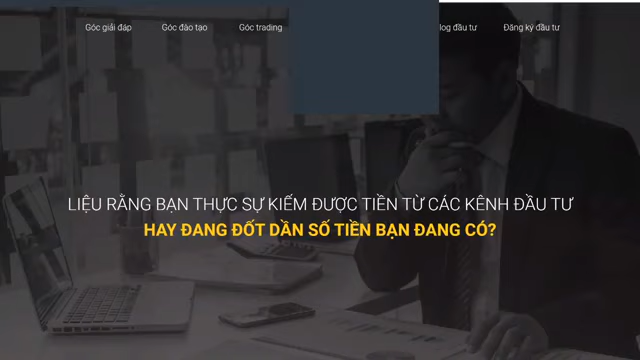 Góc giải đáp
Góc đào tạo
Góc trading
log đầu tư
Đăng ký đầu tư
LIỆU RẰNG BẠN THỰC SỰ KIẾM ĐƯỢC TIỀN TỪ CÁC KÊNH ĐẦU TƯ
HAY ĐANG ĐỐT DẦN SỐ TIỀN BẠN ĐANG CÓ?